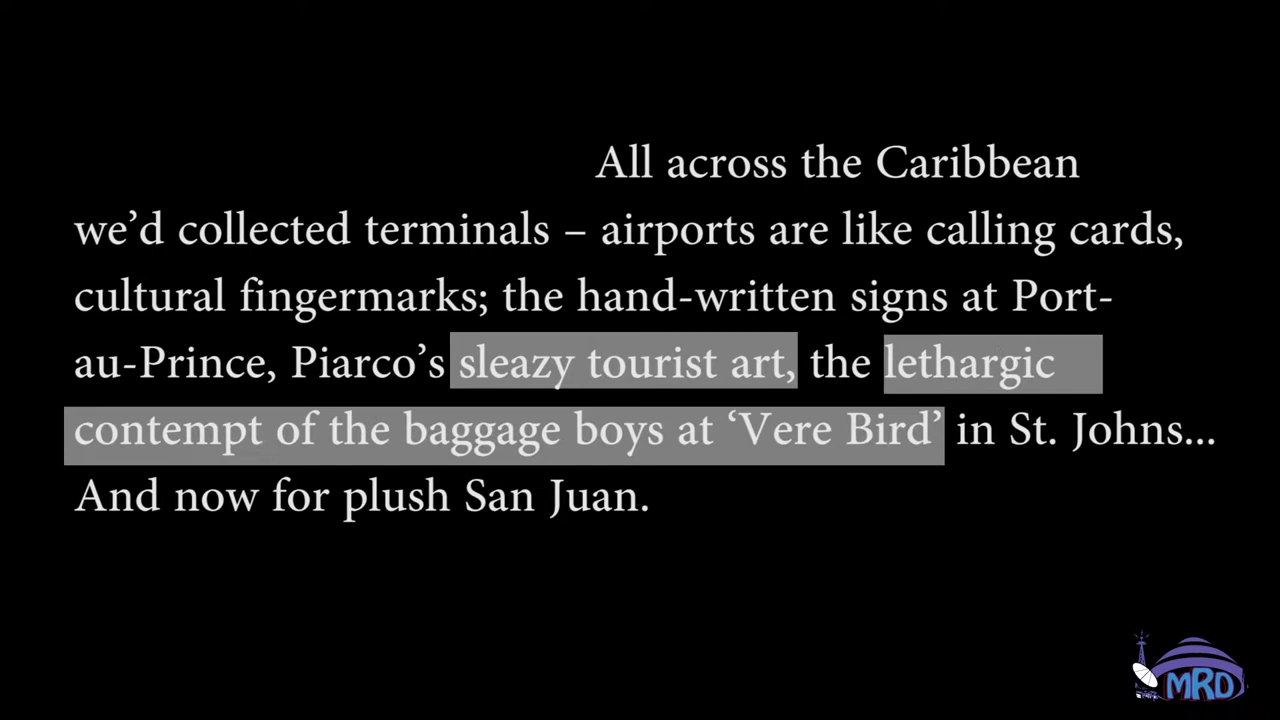 All across the Caribbean
we’d collected terminals – airports are like calling cards,
cultural fingermarks; the hand-written signs at Port-
au-Prince, Piarco’s sleazy tourist art, the lethargic
contempt of the baggage boys at ‘Vere Bird’ in St. Johns...
And now for plush San Juan.
MRD